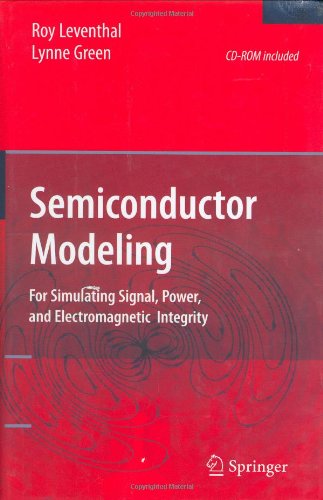 Roy Leventhal
Lynne Green
CD-ROM included
Semiconductor
Modeling
For Simulating Signal, Power,
and Electromagnetic Integrity
Springer